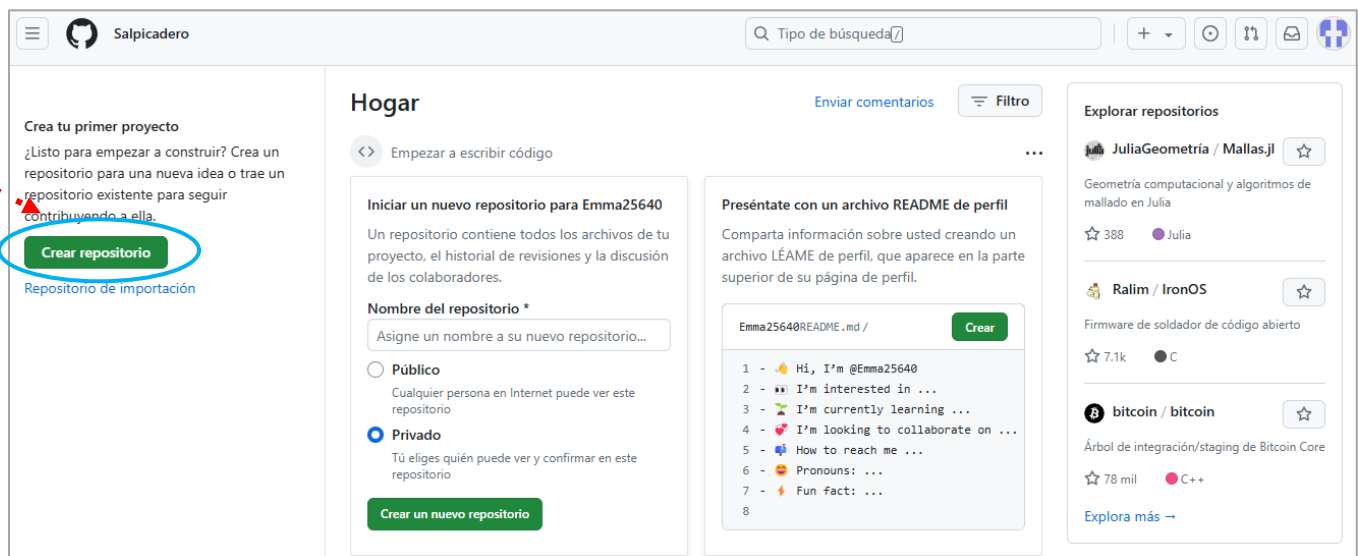 Salpicadero
Tipo de búsqueda /
Crea tu primer proyecto
¿Listo para empezar a construir? Crea un
repositorio para una nueva idea o trae un
repositorio existente para seguir
contribuyendo a ella.
Crear repositorio
Repositorio de importación
Hogar
Enviar comentarios
Filtro
Empezar a escribir código
Iniciar un nuevo repositorio para Emma25640
Un repositorio contiene todos los archivos de tu
proyecto, el historial de revisiones y la discusión
de los colaboradores.
Nombre del repositorio *
Asigne un nombre a su nuevo repositorio...
Público
Cualquier persona en Internet puede ver este
repositorio
Privado
Tú eliges quién puede ver y confirmar en este
repositorio
Crear un nuevo repositorio
Preséntate con un archivo README de perfil
Comparta información sobre usted creando un
archivo LÉAME de perfil, que aparece en la parte
superior de su página de perfil.
Emma25640README.md /
Crear
1 - 👋 Hi, I'm @Emma25640
2 - 👀 I'm interested in ...
3 - 🌱 I'm currently learning ...
4 - 💞️ I'm looking to collaborate on ...
5 - 📫 How to reach me ...
6 - 😄 Pronouns: ...
7 - ⚡ Fun fact: ...
8
Explorar repositorios
JuliaGeometría / Mallas.jl
Geometría computacional y algoritmos de
mallado en Julia
388 Julia
Ralim / IronOS
Firmware de soldador de código abierto
7.1k C
bitcoin / bitcoin
Árbol de integración/staging de Bitcoin Core
78 mil C++
Explora más →